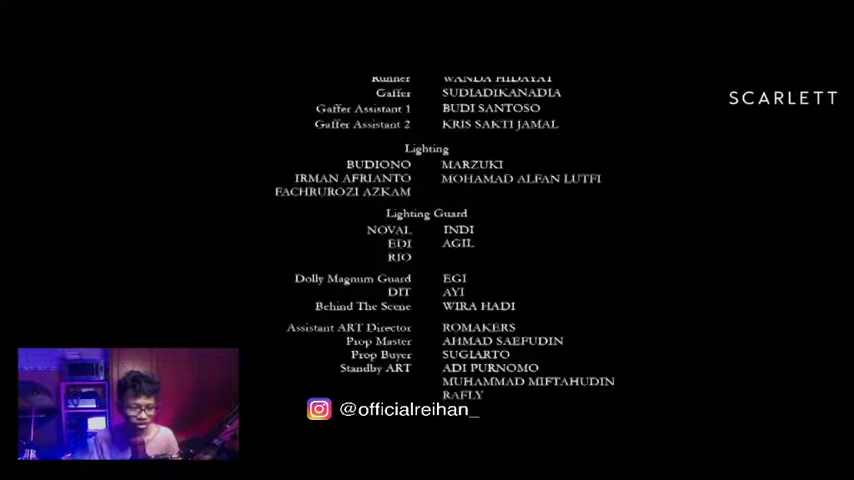 Runner WANDA HIDAYAT
Gaffer SUDIADIKANADIA
SCARLETT
Gaffer Assistant 1 BUDI SANTOSO
Gaffer Assistant 2 KRIS SAKTI JAMAL
Lighting
BUDIONO MARZUKI
IRMAN AFRIANTO MOHAMAD ALFAN LUTFI
FACHRUROZI AZKAM
Lighting Guard
NOVAL INDI
EDI AGIL
RIO
Dolly Magnum Guard EGI
DIT AYI
Behind The Scene WIRA HADI
Assistant ART Director ROMAKERS
Prop Master AHMAD SAEFUDIN
Prop Buyer SUGIARTO
Standby ART ADI PURNOMO
MUHAMMAD MIFTAHUDIN
RAFLY
@officialreihan_